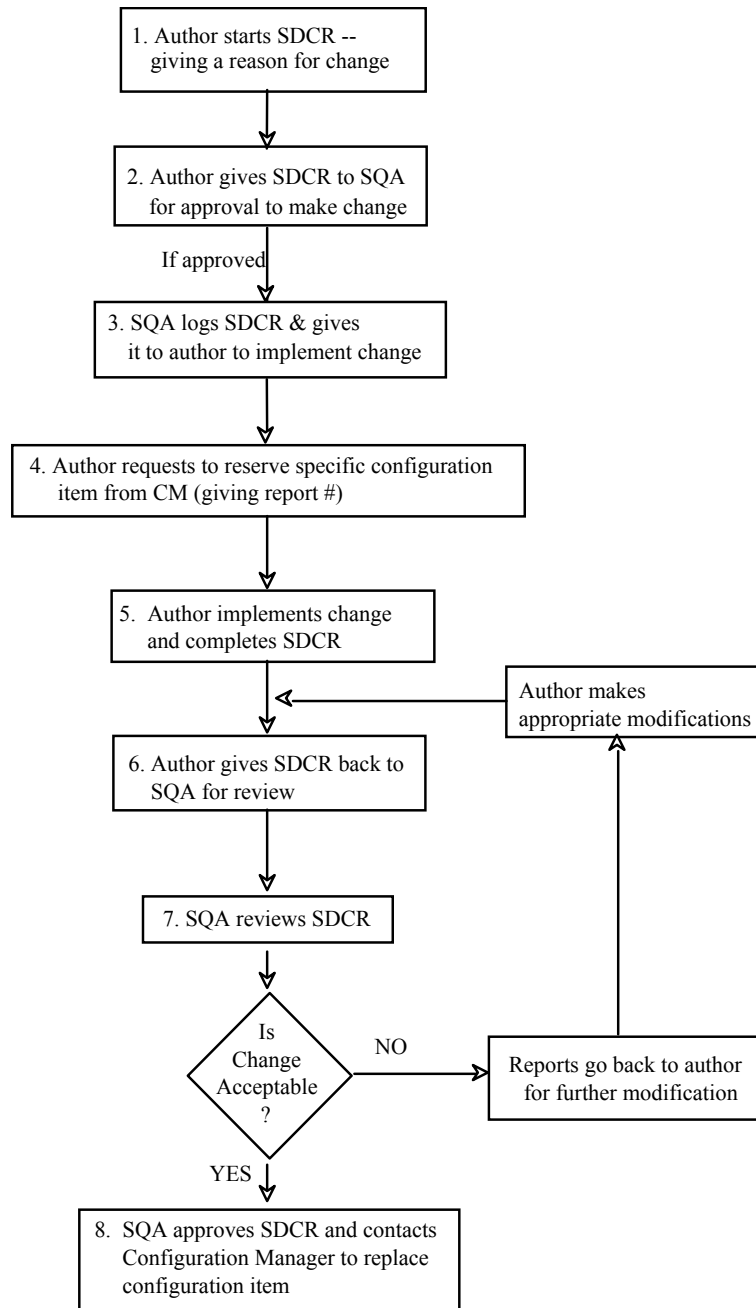 1. Author starts SDCR --
giving a reason for change
2. Author gives SDCR to SQA
for approval to make change
If approved
3. SQA logs SDCR & gives
it to author to implement change
4. Author requests to reserve specific configuration
item from CM (giving report #)
5. Author implements change
and completes SDCR
Author makes
appropriate modifications
6. Author gives SDCR back to
SQA for review
7. SQA reviews SDCR
Is
Change
Acceptable
?
NO
Reports go back to author
for further modification
YES
8. SQA approves SDCR and contacts
Configuration Manager to replace
configuration item